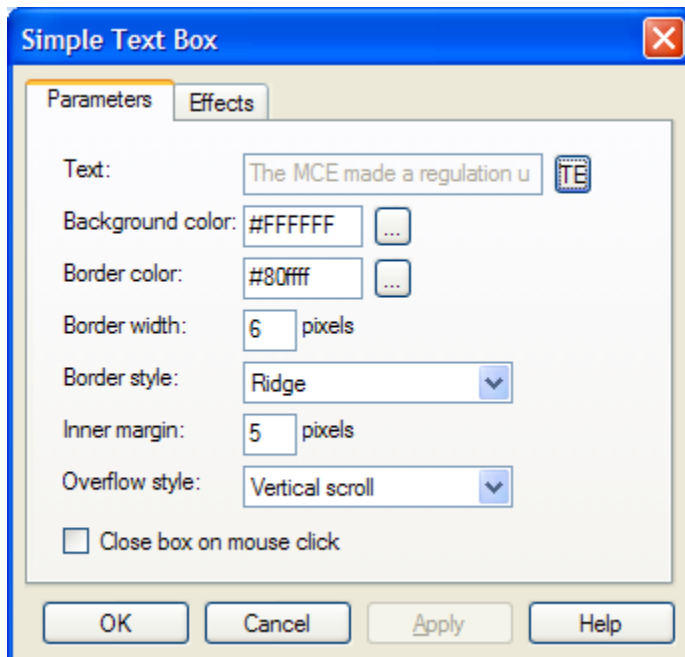 Simple Text Box
Parameters Effects
Text: The MCE made a regulation u TE
Background color: #FFFFFF ...
Border color: #80ffff ...
Border width: 6 pixels
Border style: Ridge
Inner margin: 5 pixels
Overflow style: Vertical scroll
Close box on mouse click
OK Cancel Apply Help